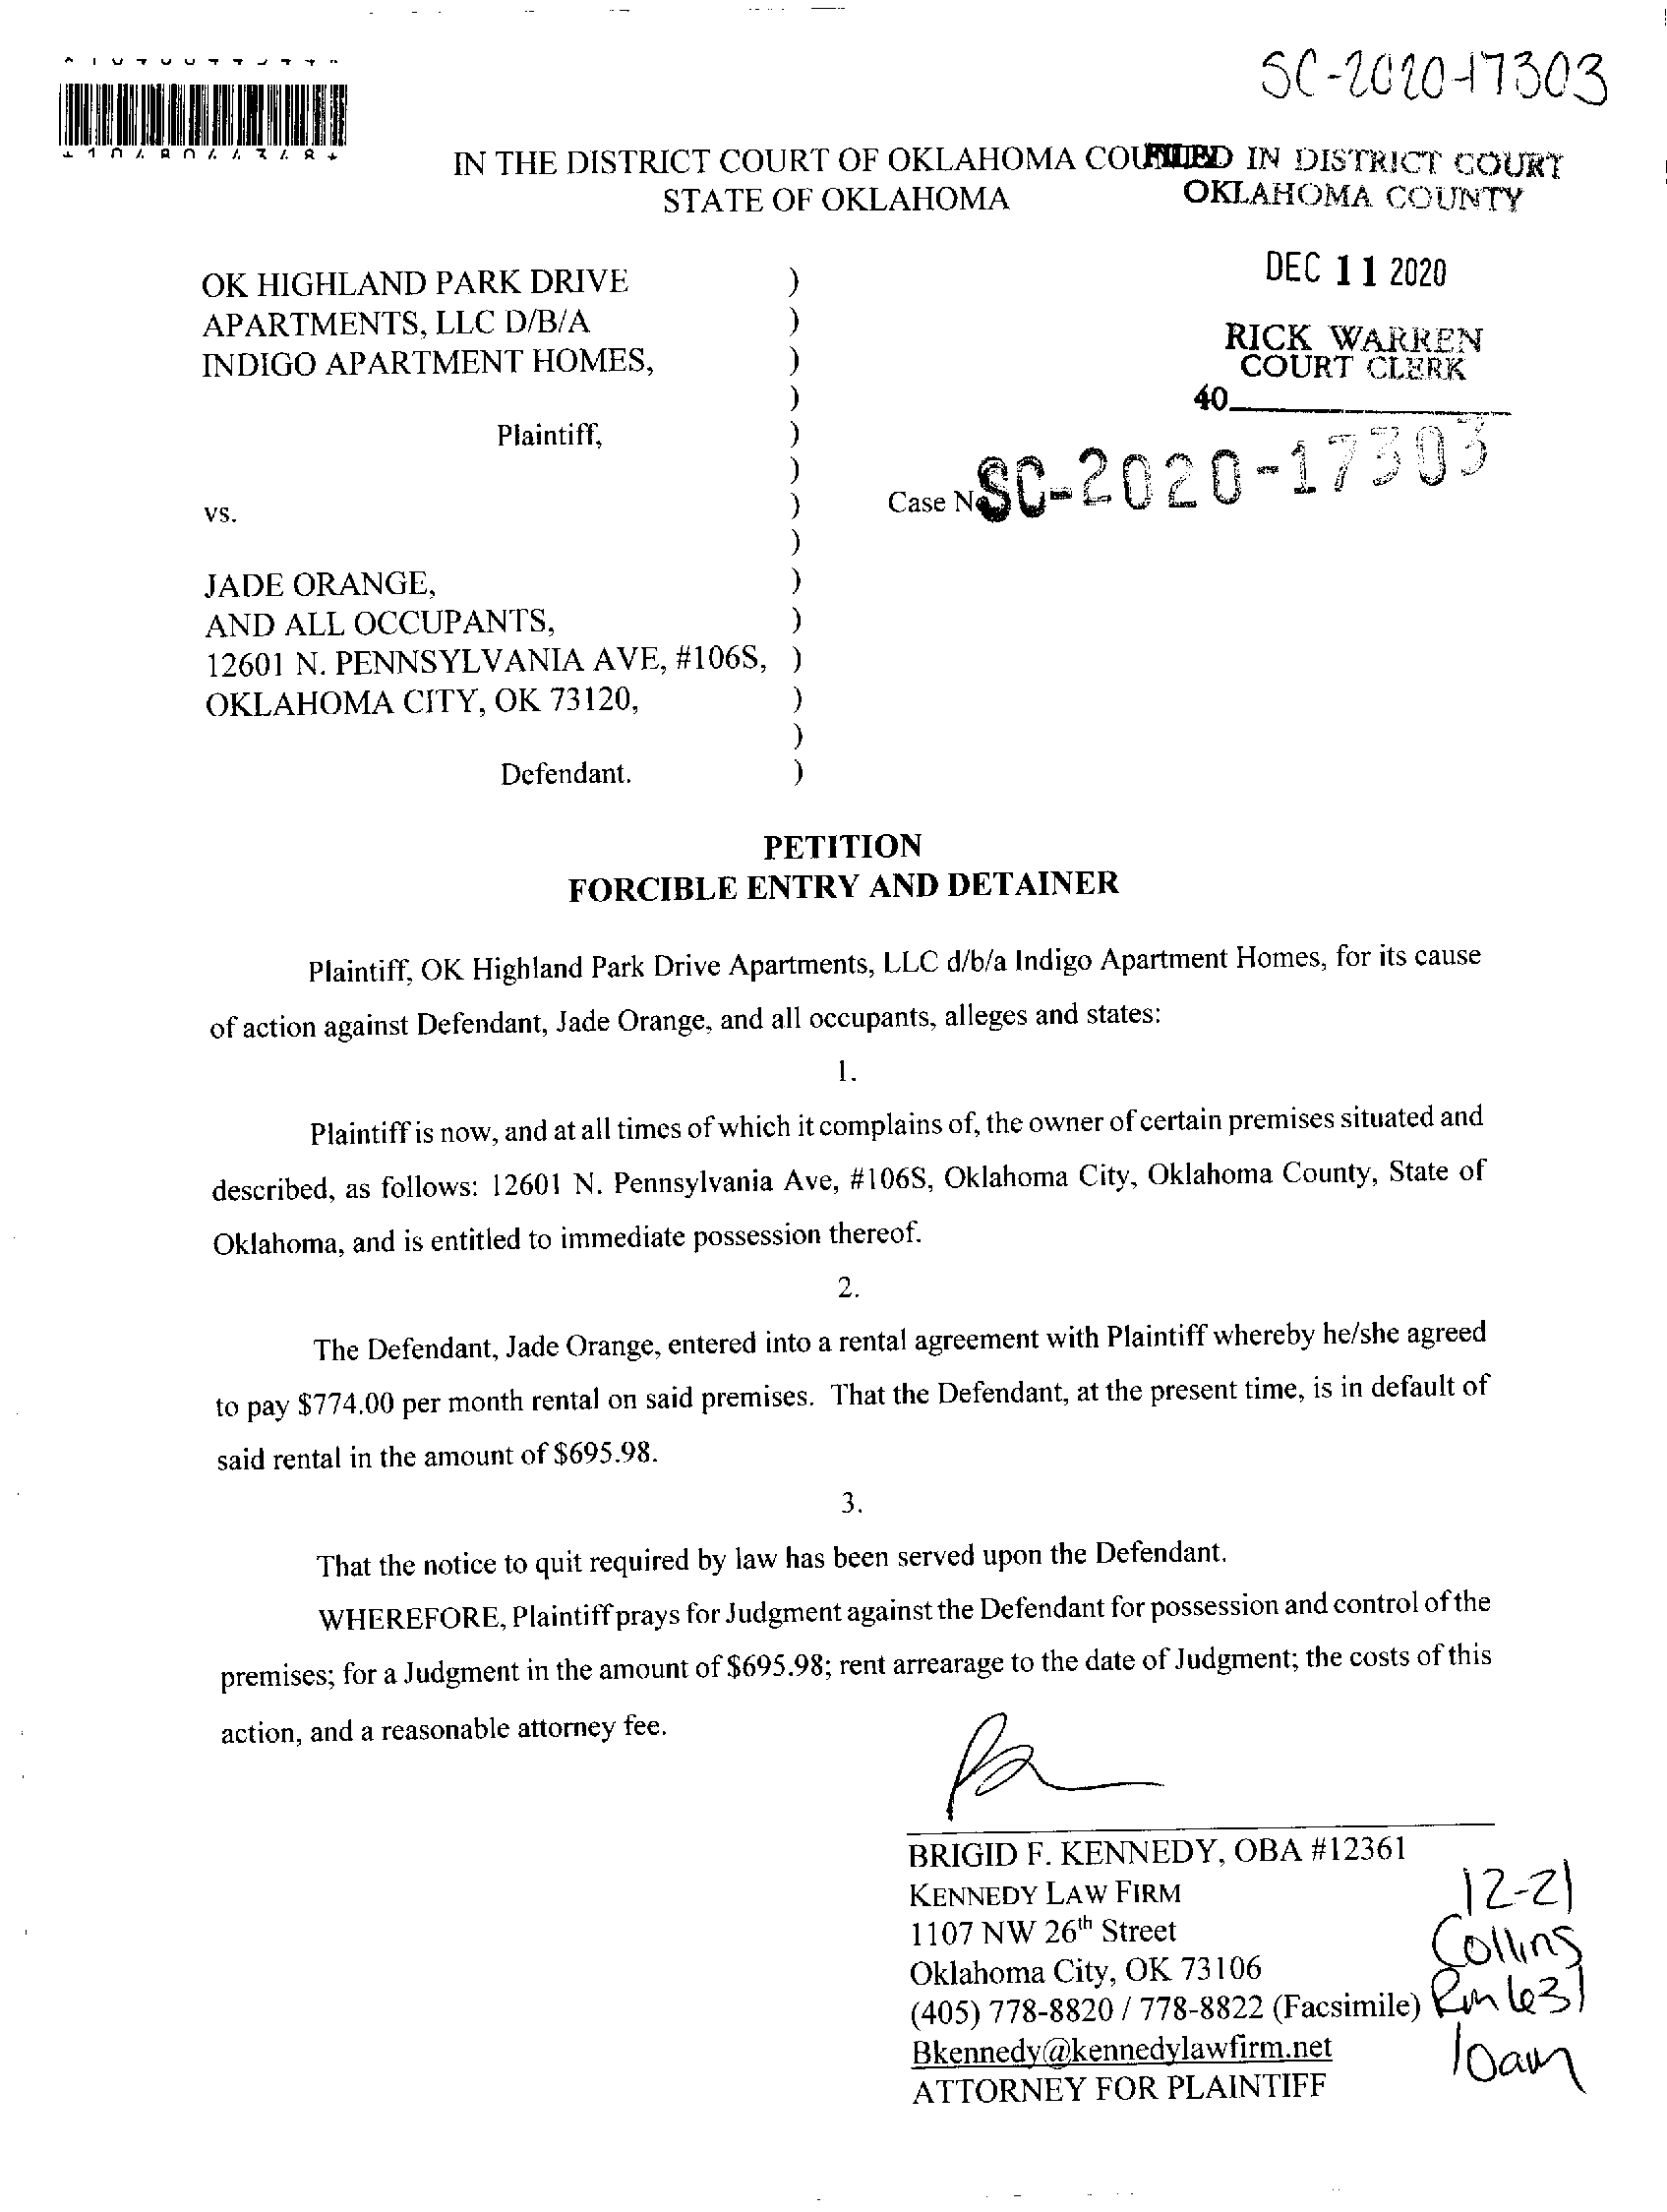 SC-2020-17303
IN THE DISTRICT COURT OF OKLAHOMA
STATE OF OKLAHOMA
FILED IN DISTRICT COURT
OKLAHOMA COUNTY
DEC 11 2020
RICK WARREN
COURT CLERK
40
OK HIGHLAND PARK DRIVE )
APARTMENTS, LLC D/B/A )
INDIGO APARTMENT HOMES, )
)
Plaintiff, )
)
vs. ) Case No SC-2020-17303
)
JADE ORANGE, )
AND ALL OCCUPANTS, )
12601 N. PENNSYLVANIA AVE, #106S, )
OKLAHOMA CITY, OK 73120, )
)
Defendant. )
PETITION
FORCIBLE ENTRY AND DETAINER
Plaintiff, OK Highland Park Drive Apartments, LLC d/b/a Indigo Apartment Homes, for its cause
of action against Defendant, Jade Orange, and all occupants, alleges and states:
1.
Plaintiff is now, and at all times of which it complains of, the owner of certain premises situated and
described, as follows: 12601 N. Pennsylvania Ave, #106S, Oklahoma City, Oklahoma County, State of
Oklahoma, and is entitled to immediate possession thereof.
2.
The Defendant, Jade Orange, entered into a rental agreement with Plaintiff whereby he/she agreed
to pay $774.00 per month rental on said premises. That the Defendant, at the present time, is in default of
said rental in the amount of $695.98.
3.
That the notice to quit required by law has been served upon the Defendant.
WHEREFORE, Plaintiff prays for Judgment against the Defendant for possession and control of the
premises; for a Judgment in the amount of $695.98; rent arrearage to the date of Judgment; the costs of this
action, and a reasonable attorney fee.
BRIGID F. KENNEDY, OBA #12361
KENNEDY LAW FIRM
1107 NW 26th Street
Oklahoma City, OK 73106
(405) 778-8820 / 778-8822 (Facsimile)
Bkennedy@kennedylawfirm.net
ATTORNEY FOR PLAINTIFF
12-21
Collins
Rm 631
10am